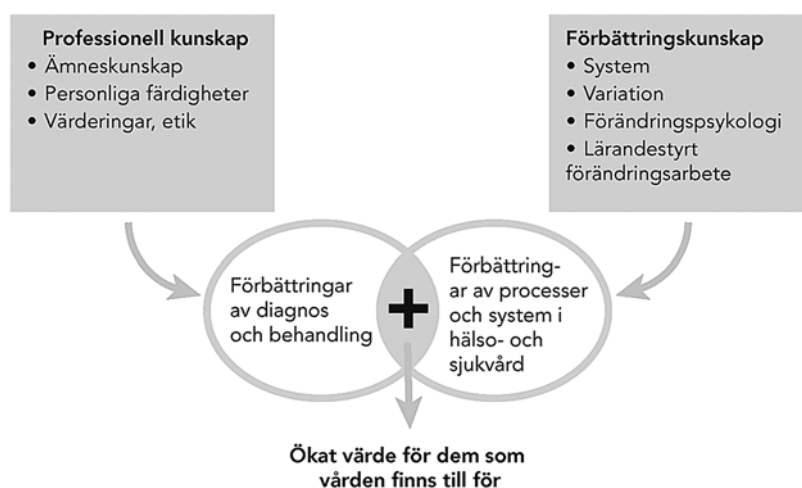 Professionell kunskap
• Ämneskunskap
• Personliga färdigheter
• Värderingar, etik
Förbättringskunskap
• System
• Variation
• Förändringspsykologi
• Lärandestyrt
förändringsarbete
Förbättringar
av diagnos
och behandling
+
Förbättring-
ar av processer
och system i
hälso- och
sjukvård
Ökat värde för dem som
vården finns till för